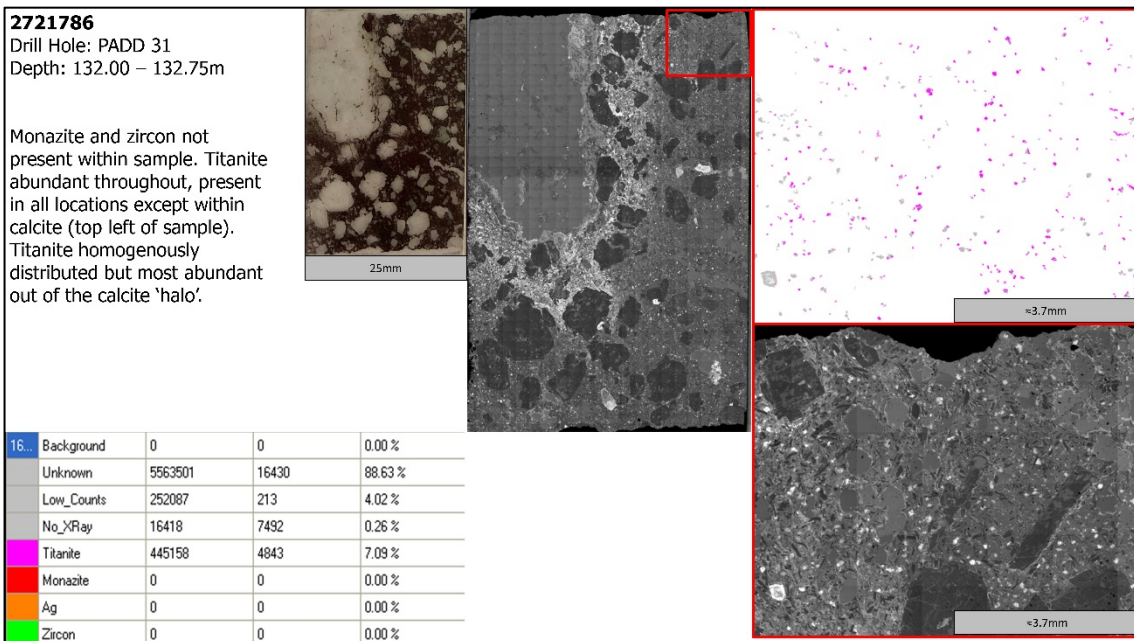 2721786
Drill Hole: PADD 31
Depth: 132.00 – 132.75m
Monazite and zircon not
present within sample. Titanite
abundant throughout, present
in all locations except within
calcite (top left of sample).
Titanite homogenously
distributed but most abundant
out of the calcite ‘halo’.
25mm
≈3.7mm
≈3.7mm
16... Background 0 0 0.00 %
Unknown 5563501 16430 88.63 %
Low_Counts 252087 213 4.02 %
No_XRay 16418 7492 0.26 %
Titanite 445158 4843 7.09 %
Monazite 0 0 0.00 %
Ag 0 0 0.00 %
Zircon 0 0 0.00 %